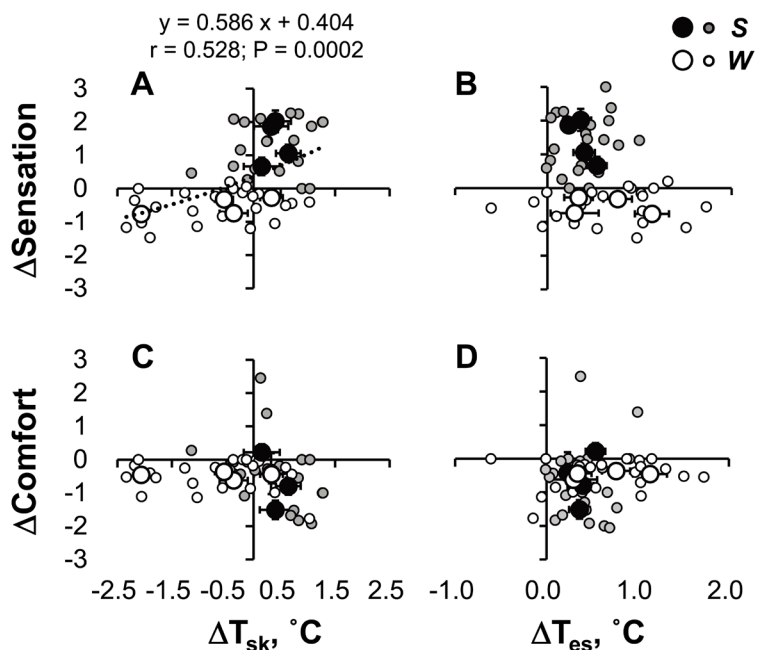 y = 0.586 x + 0.404
r = 0.528; P = 0.0002
S
W
A
B
3
2
1
0
-1
-2
-3
ΔSensation
C
D
3
2
1
0
-1
-2
-3
ΔComfort
-2.5 -1.5 -0.5 0.5 1.5 2.5
-1.0 0.0 1.0 2.0
ΔTsk, ˚C
ΔTes, ˚C